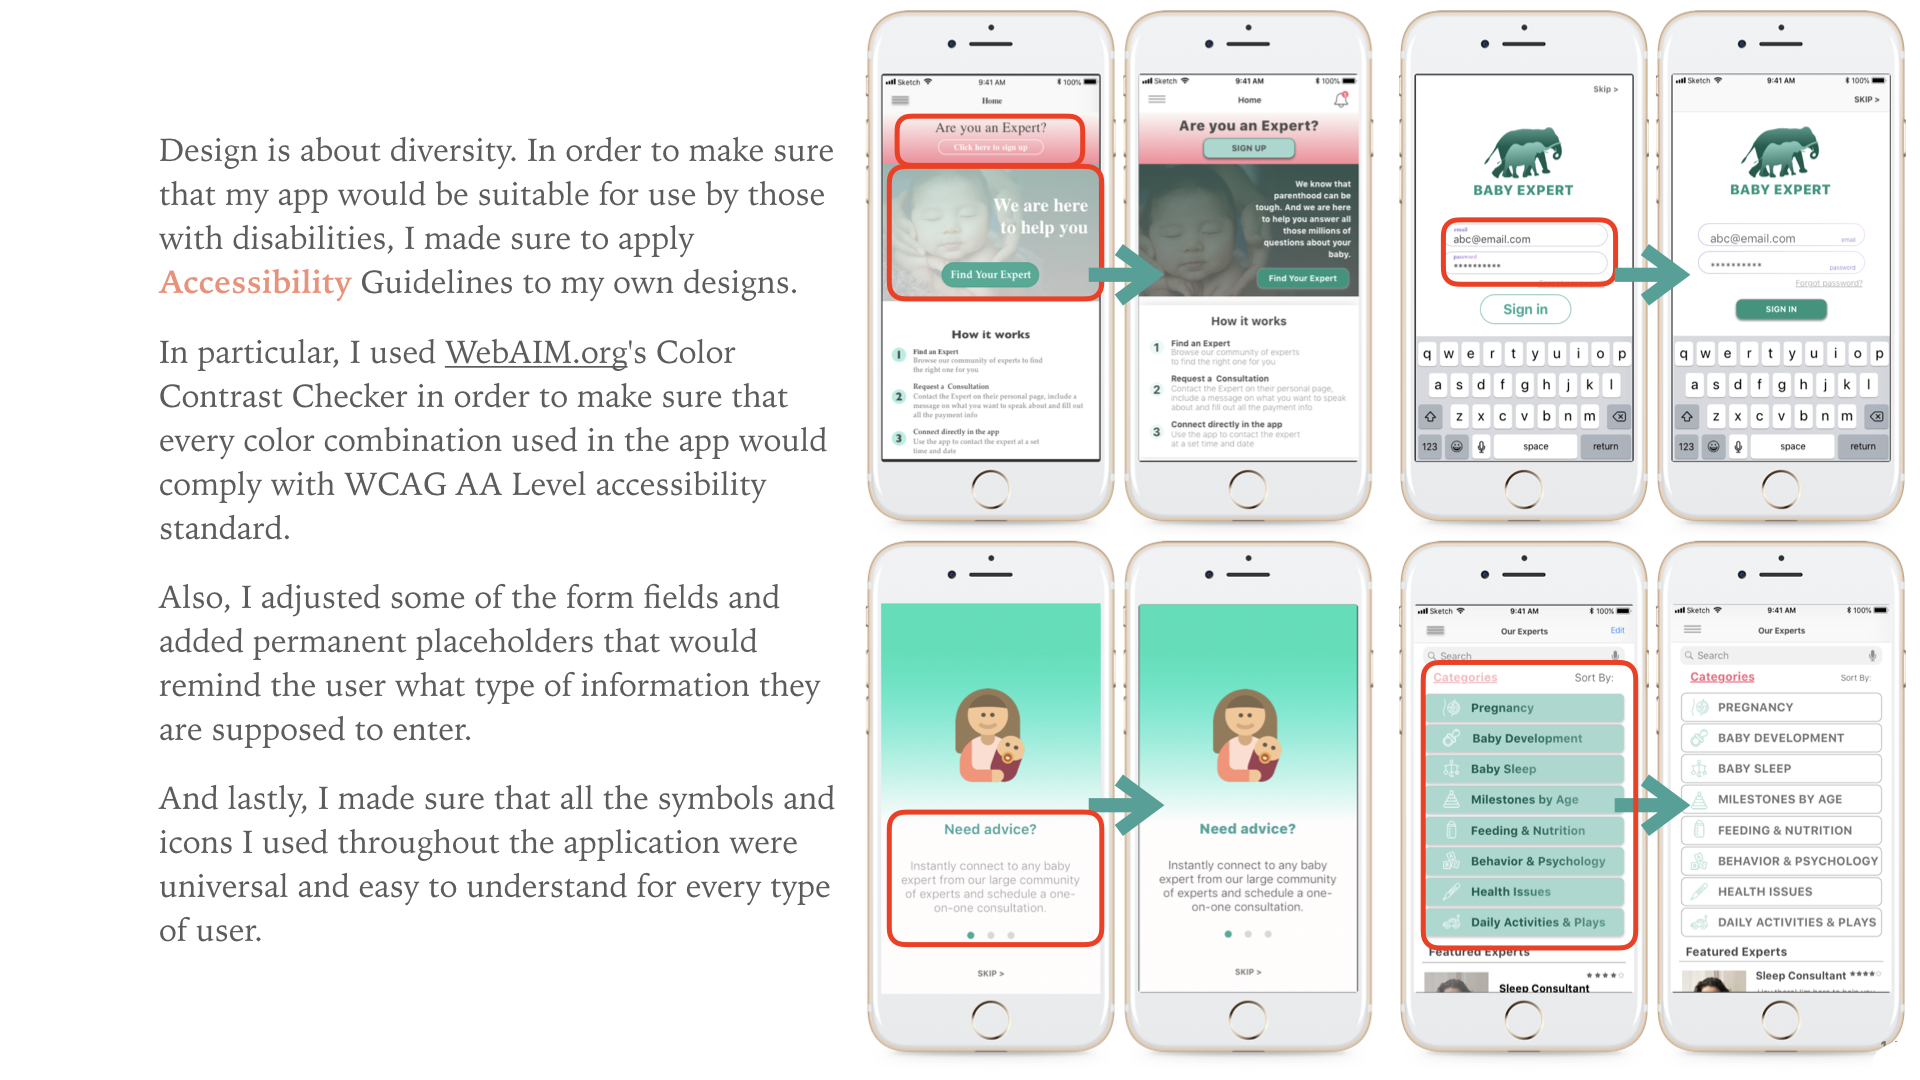 Design is about diversity. In order to make sure
that my app would be suitable for use by those
with disabilities, I made sure to apply
Accessibility Guidelines to my own designs.
In particular, I used WebAIM.org's Color
Contrast Checker in order to make sure that
every color combination used in the app would
comply with WCAG AA Level accessibility
standard.
Also, I adjusted some of the form fields and
added permanent placeholders that would
remind the user what type of information they
are supposed to enter.
And lastly, I made sure that all the symbols and
icons I used throughout the application were
universal and easy to understand for every type
of user.
Sketch 9:41 AM 100%
Home
Are you an Expert?
Click here to sign up
We are here
to help you
Find Your Expert
How it works
1 Find an Expert
Browse our community of experts to find
the right one for you
2 Request a Consultation
Contact the Expert on their personal page, include a
message on what you want to speak about and fill out
all the payment info
3 Connect directly in the app
Use the app to contact the expert at a set
time and date
Sketch 9:41 AM 100%
Home
Are you an Expert?
SIGN UP
We know that
parenthood can be
tough. And we are here
to help you answer all
those millions of
questions about your
baby.
Find Your Expert
How it works
1 Find an Expert
Browse our community of experts
to find the right one for you
2 Request a Consultation
Contact the Expert on their personal page,
include a message on what you want to speak
about and fill out all the payment info
3 Connect directly in the app
Use the app to contact the expert
at a set time and date
Skip >
BABY EXPERT
email
abc@email.com
password
**********
Sign in
q w e r t y u i o p
a s d f g h j k l
z x c v b n m
123 space return
Sketch 9:41 AM 100%
SKIP >
BABY EXPERT
abc@email.com email
********** password
Forgot password?
SIGN IN
q w e r t y u i o p
a s d f g h j k l
z x c v b n m
123 space return
Need advice?
Instantly connect to any baby
expert from our large community
of experts and schedule a one-
on-one consultation.
SKIP >
Need advice?
Instantly connect to any baby
expert from our large community
of experts and schedule a one-
on-one consultation.
SKIP >
Sketch 9:41 AM 100%
Our Experts Edit
Search
Categories Sort By:
Pregnancy
Baby Development
Baby Sleep
Milestones by Age
Feeding & Nutrition
Behavior & Psychology
Health Issues
Daily Activities & Plays
Featured Experts
Sleep Consultant
Sketch 9:41 AM 100%
Our Experts
Search
Categories Sort By:
PREGNANCY
BABY DEVELOPMENT
BABY SLEEP
MILESTONES BY AGE
FEEDING & NUTRITION
BEHAVIOR & PSYCHOLOGY
HEALTH ISSUES
DAILY ACTIVITIES & PLAYS
Featured Experts
Sleep Consultant